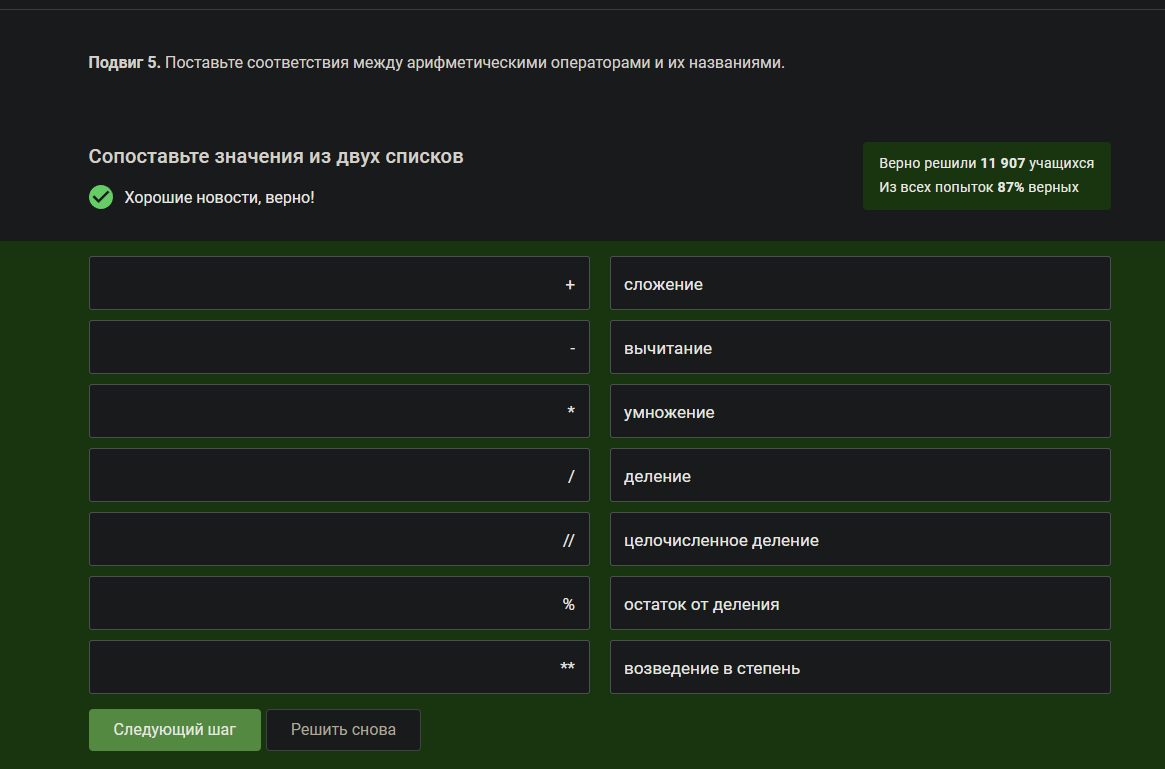 Подвиг 5. Поставьте соответствия между арифметическими операторами и их названиями.
Сопоставьте значения из двух списков
Хорошие новости, верно!
Верно решили 11 907 учащихся
Из всех попыток 87% верных
+ сложение
- вычитание
* умножение
/ деление
// целочисленное деление
% остаток от деления
** возведение в степень
Следующий шаг Решить снова